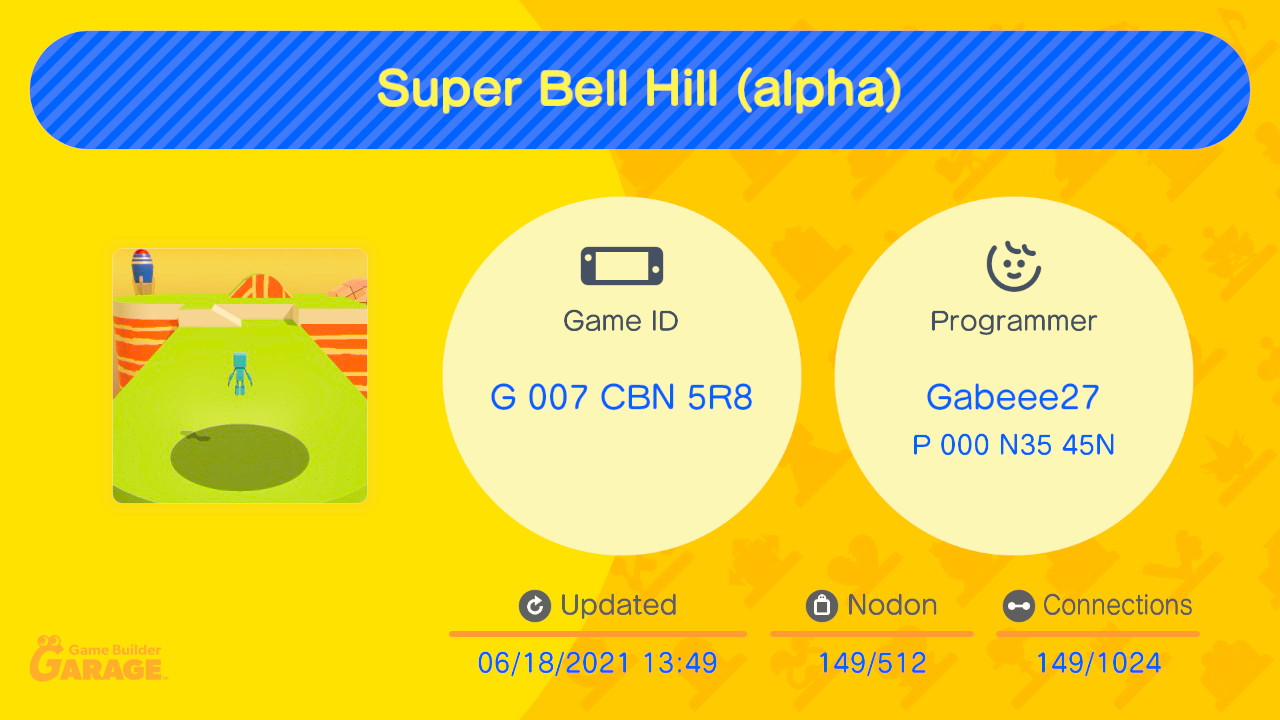 Super Bell Hill (alpha)
Game ID
G 007 CBN 5R8
Programmer
Gabeee27
P 000 N35 45N
Updated
06/18/2021 13:49
Nodon
149/512
Connections
149/1024
Game Builder
GARAGE™